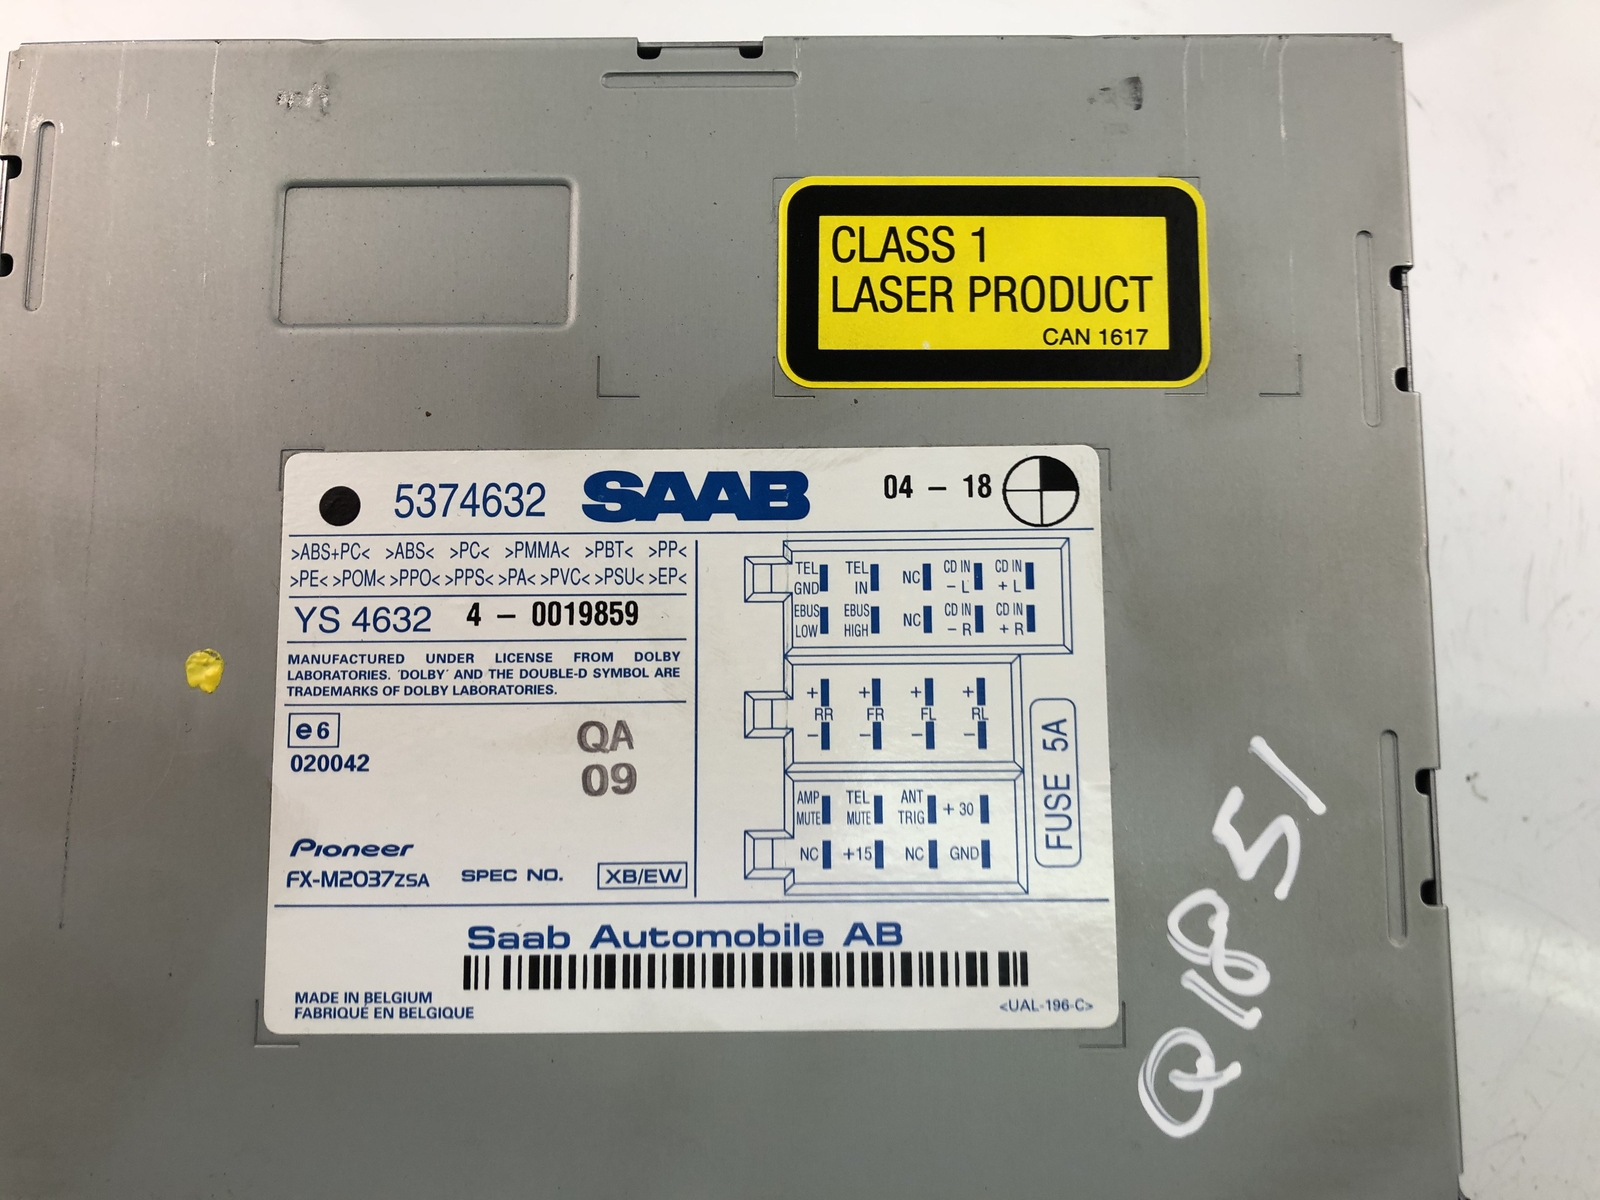 CLASS 1
LASER PRODUCT
CAN 1617
5374632 SAAB 04 - 18
>ABS+PC< >ABS< >PC< >PMMA< >PBT< >PP<
>PE< >POM< >PPO< >PPS< >PA< >PVC< >PSU< >EP<
YS 4632 4 - 0019859
MANUFACTURED UNDER LICENSE FROM DOLBY
LABORATORIES. 'DOLBY' AND THE DOUBLE-D SYMBOL ARE
TRADEMARKS OF DOLBY LABORATORIES.
e6
020042
QA
09
Pioneer
FX-M2037ZSA SPEC NO. XB/EW
TEL GND TEL IN NC CD IN - L CD IN + L
EBUS LOW EBUS HIGH NC CD IN - R CD IN + R
+ + + +
RR FR FL RL
- - - -
AMP MUTE TEL MUTE ANT TRIG + 30
NC +15 NC GND
FUSE 5A
Saab Automobile AB
MADE IN BELGIUM
FABRIQUÉ EN BELGIQUE
<UAL-196-C>
Q1851